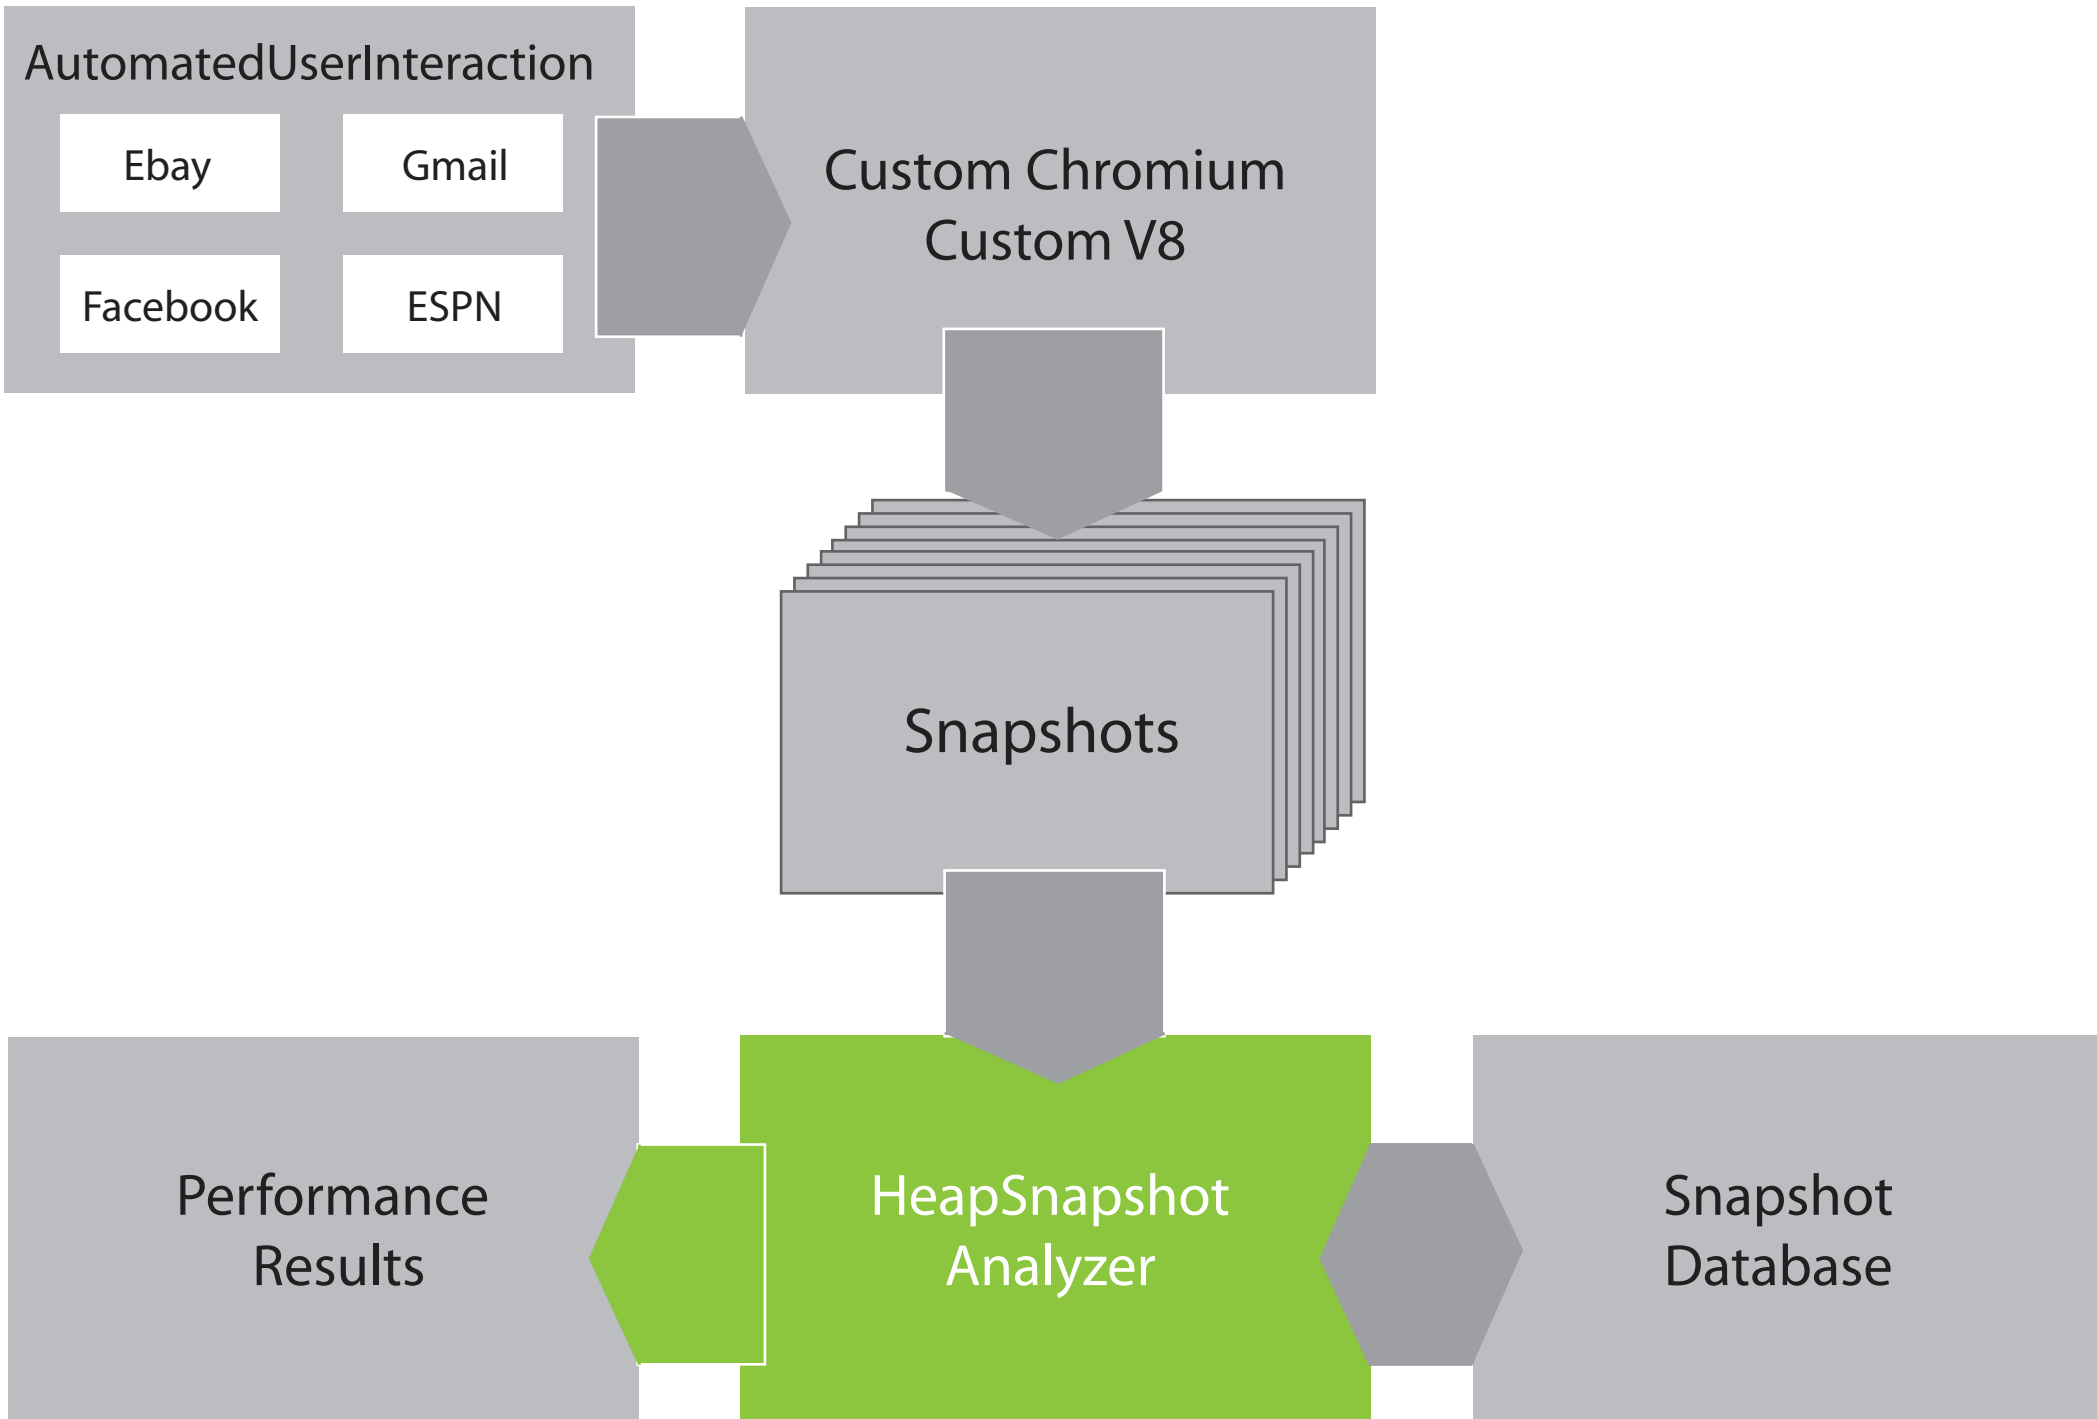 AutomatedUserInteraction
Ebay
Gmail
Facebook
ESPN
Custom Chromium
Custom V8
Snapshots
Performance
Results
HeapSnapshot
Analyzer
Snapshot
Database